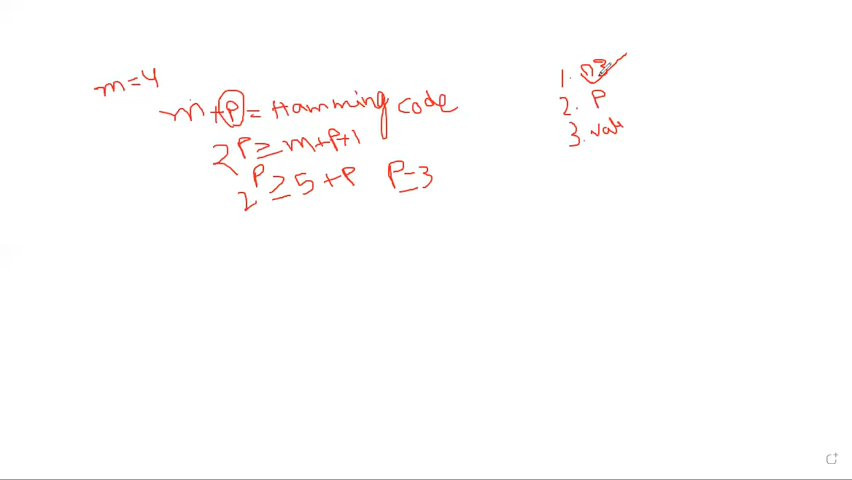 m=4
m+P= Hamming code
2^P ≥ m+P+1
2^P ≥ 5+P P=3
1.
2. P
3.